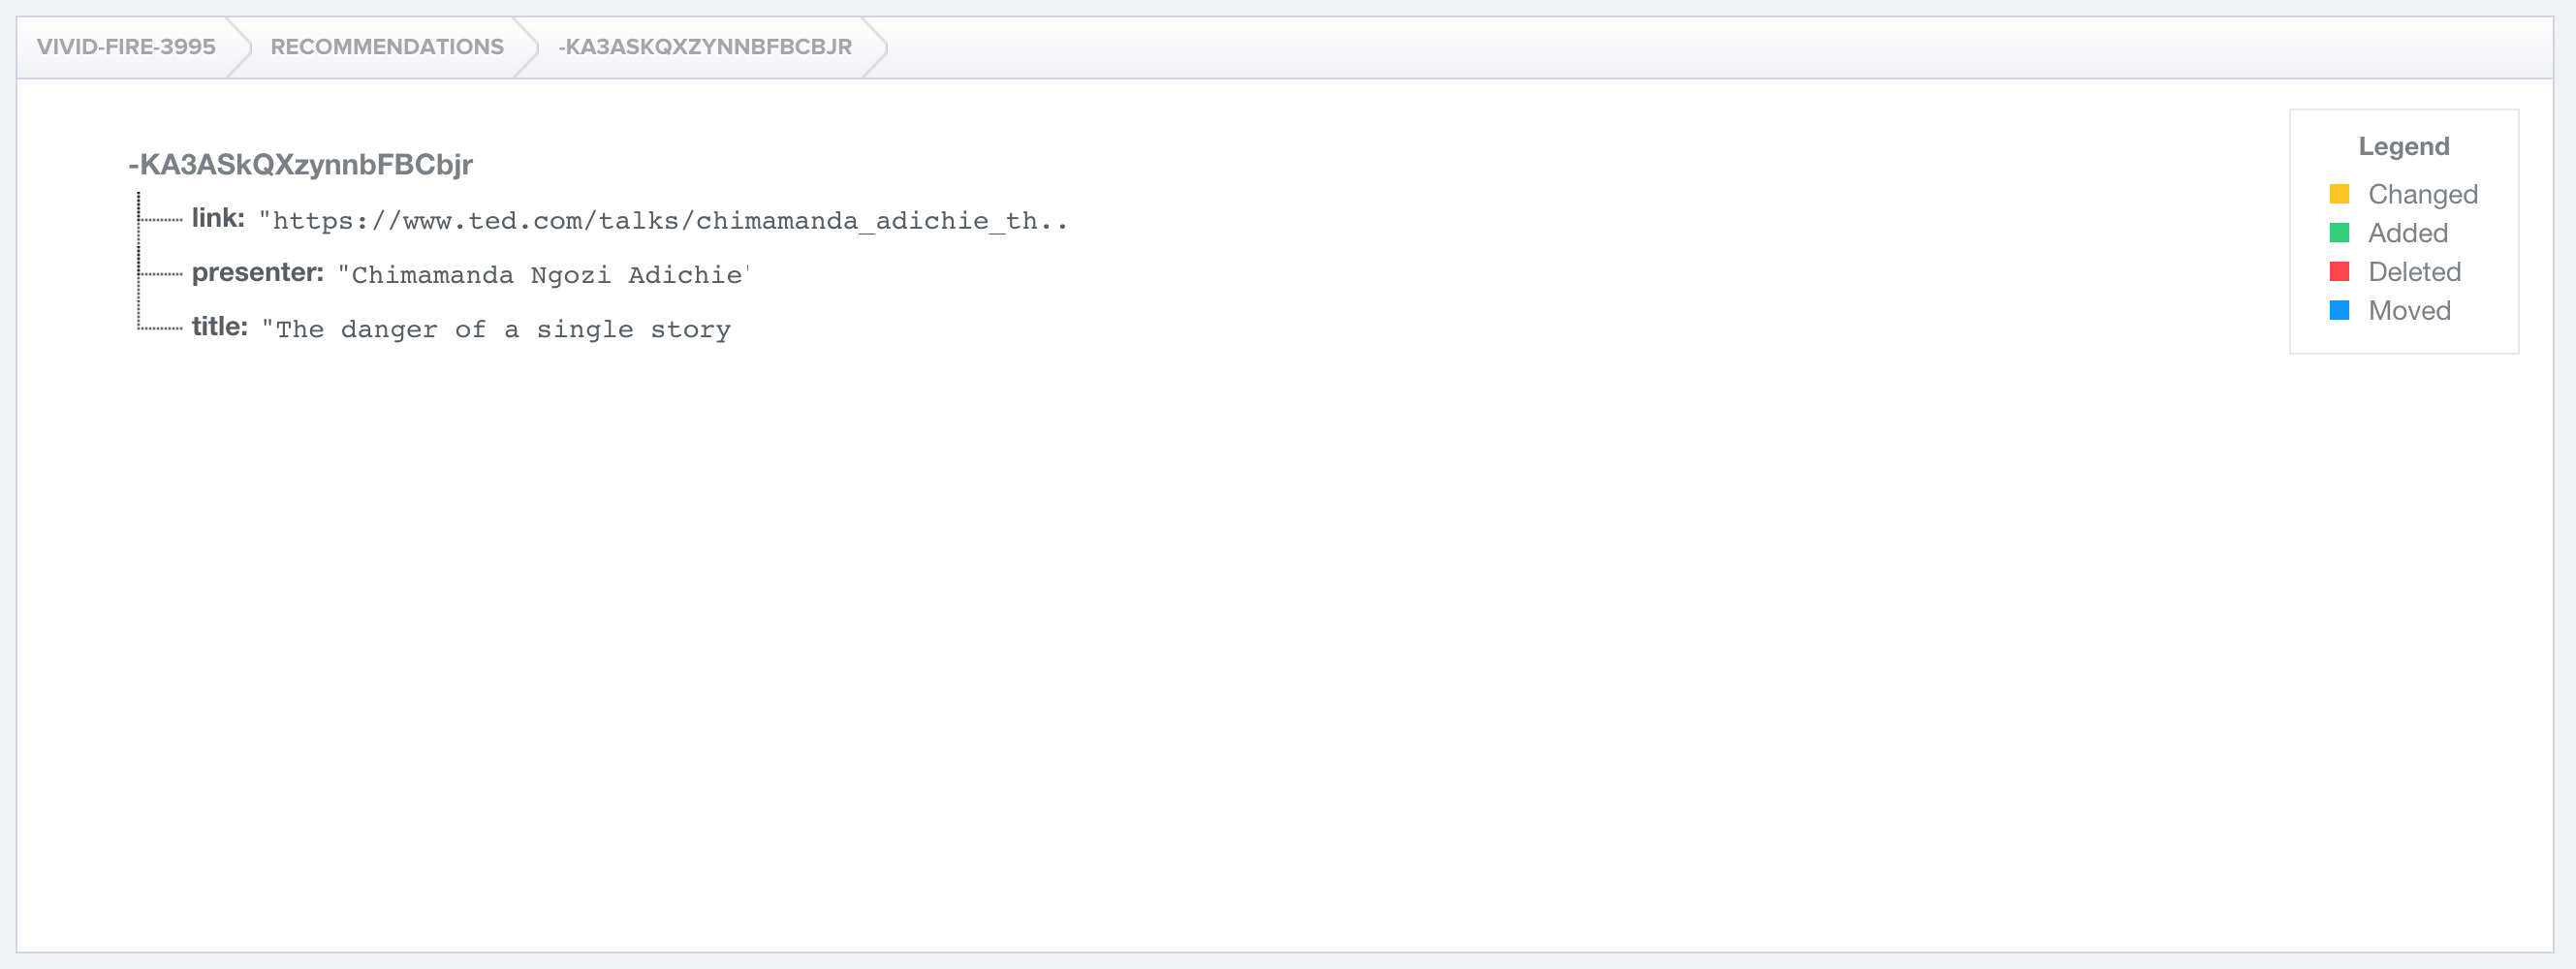 VIVID-FIRE-3995 RECOMMENDATIONS -KA3ASKQXZYNNBFBCBJR
-KA3ASkQXzynnbFBCbjr
link: "https://www.ted.com/talks/chimamanda_adichie_th..
presenter: "Chimamanda Ngozi Adichie'
title: "The danger of a single story
Legend
Changed
Added
Deleted
Moved